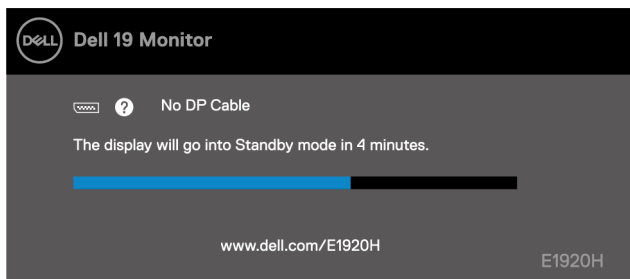 DELL Dell 19 Monitor
? No DP Cable
The display will go into Standby mode in 4 minutes.
www.dell.com/E1920H
E1920H